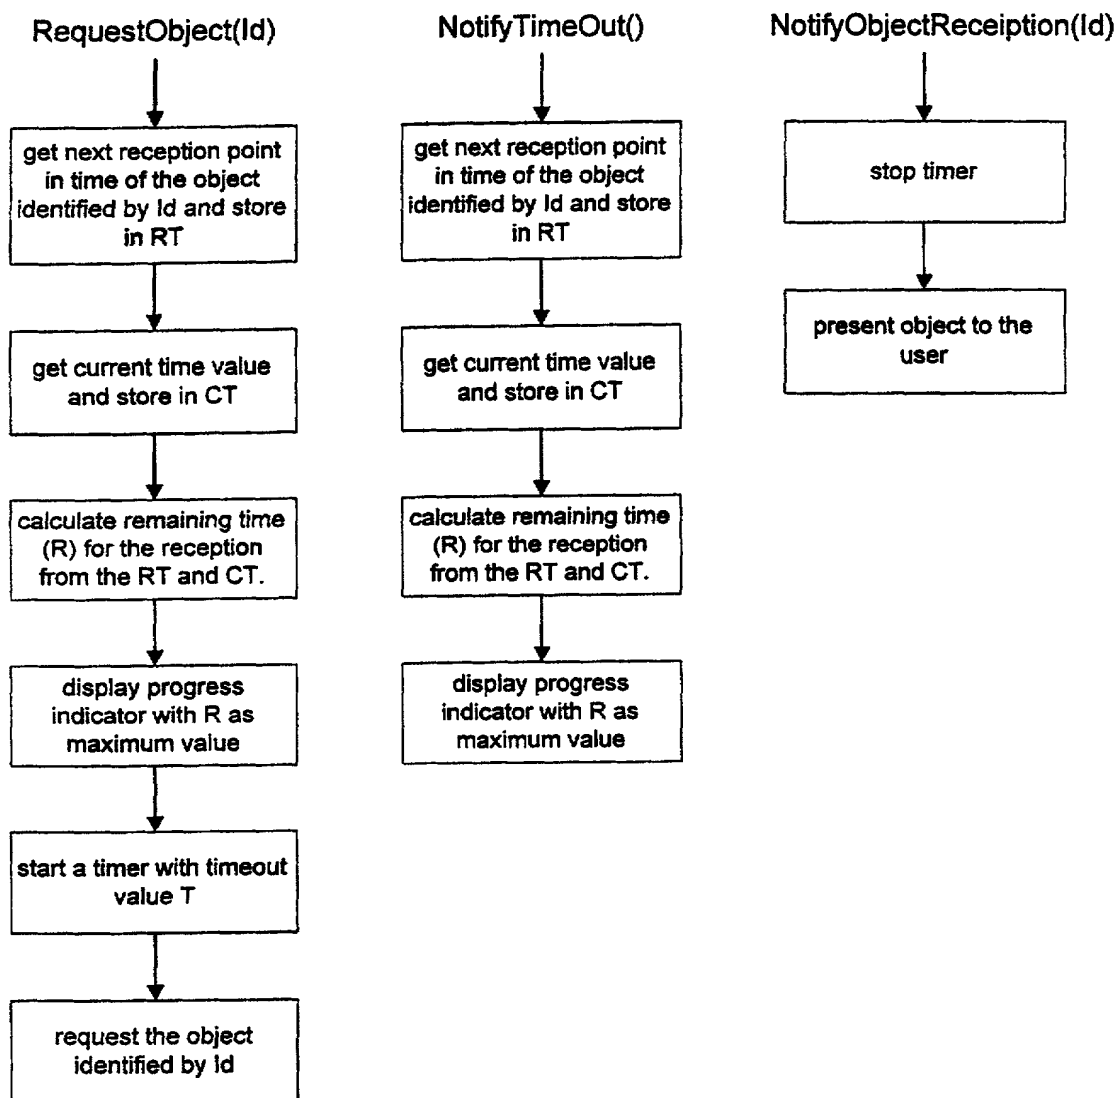 RequestObject(Id)
get next reception point
in time of the object
identified by Id and store
in RT
get current time value
and store in CT
calculate remaining time
(R) for the reception
from the RT and CT.
display progress
indicator with R as
maximum value
start a timer with timeout
value T
request the object
identified by Id
NotifyTimeOut()
get next reception point
in time of the object
identified by Id and store
in RT
get current time value
and store in CT
calculate remaining time
(R) for the reception
from the RT and CT.
display progress
indicator with R as
maximum value
NotifyObjectReceiption(Id)
stop timer
present object to the
user